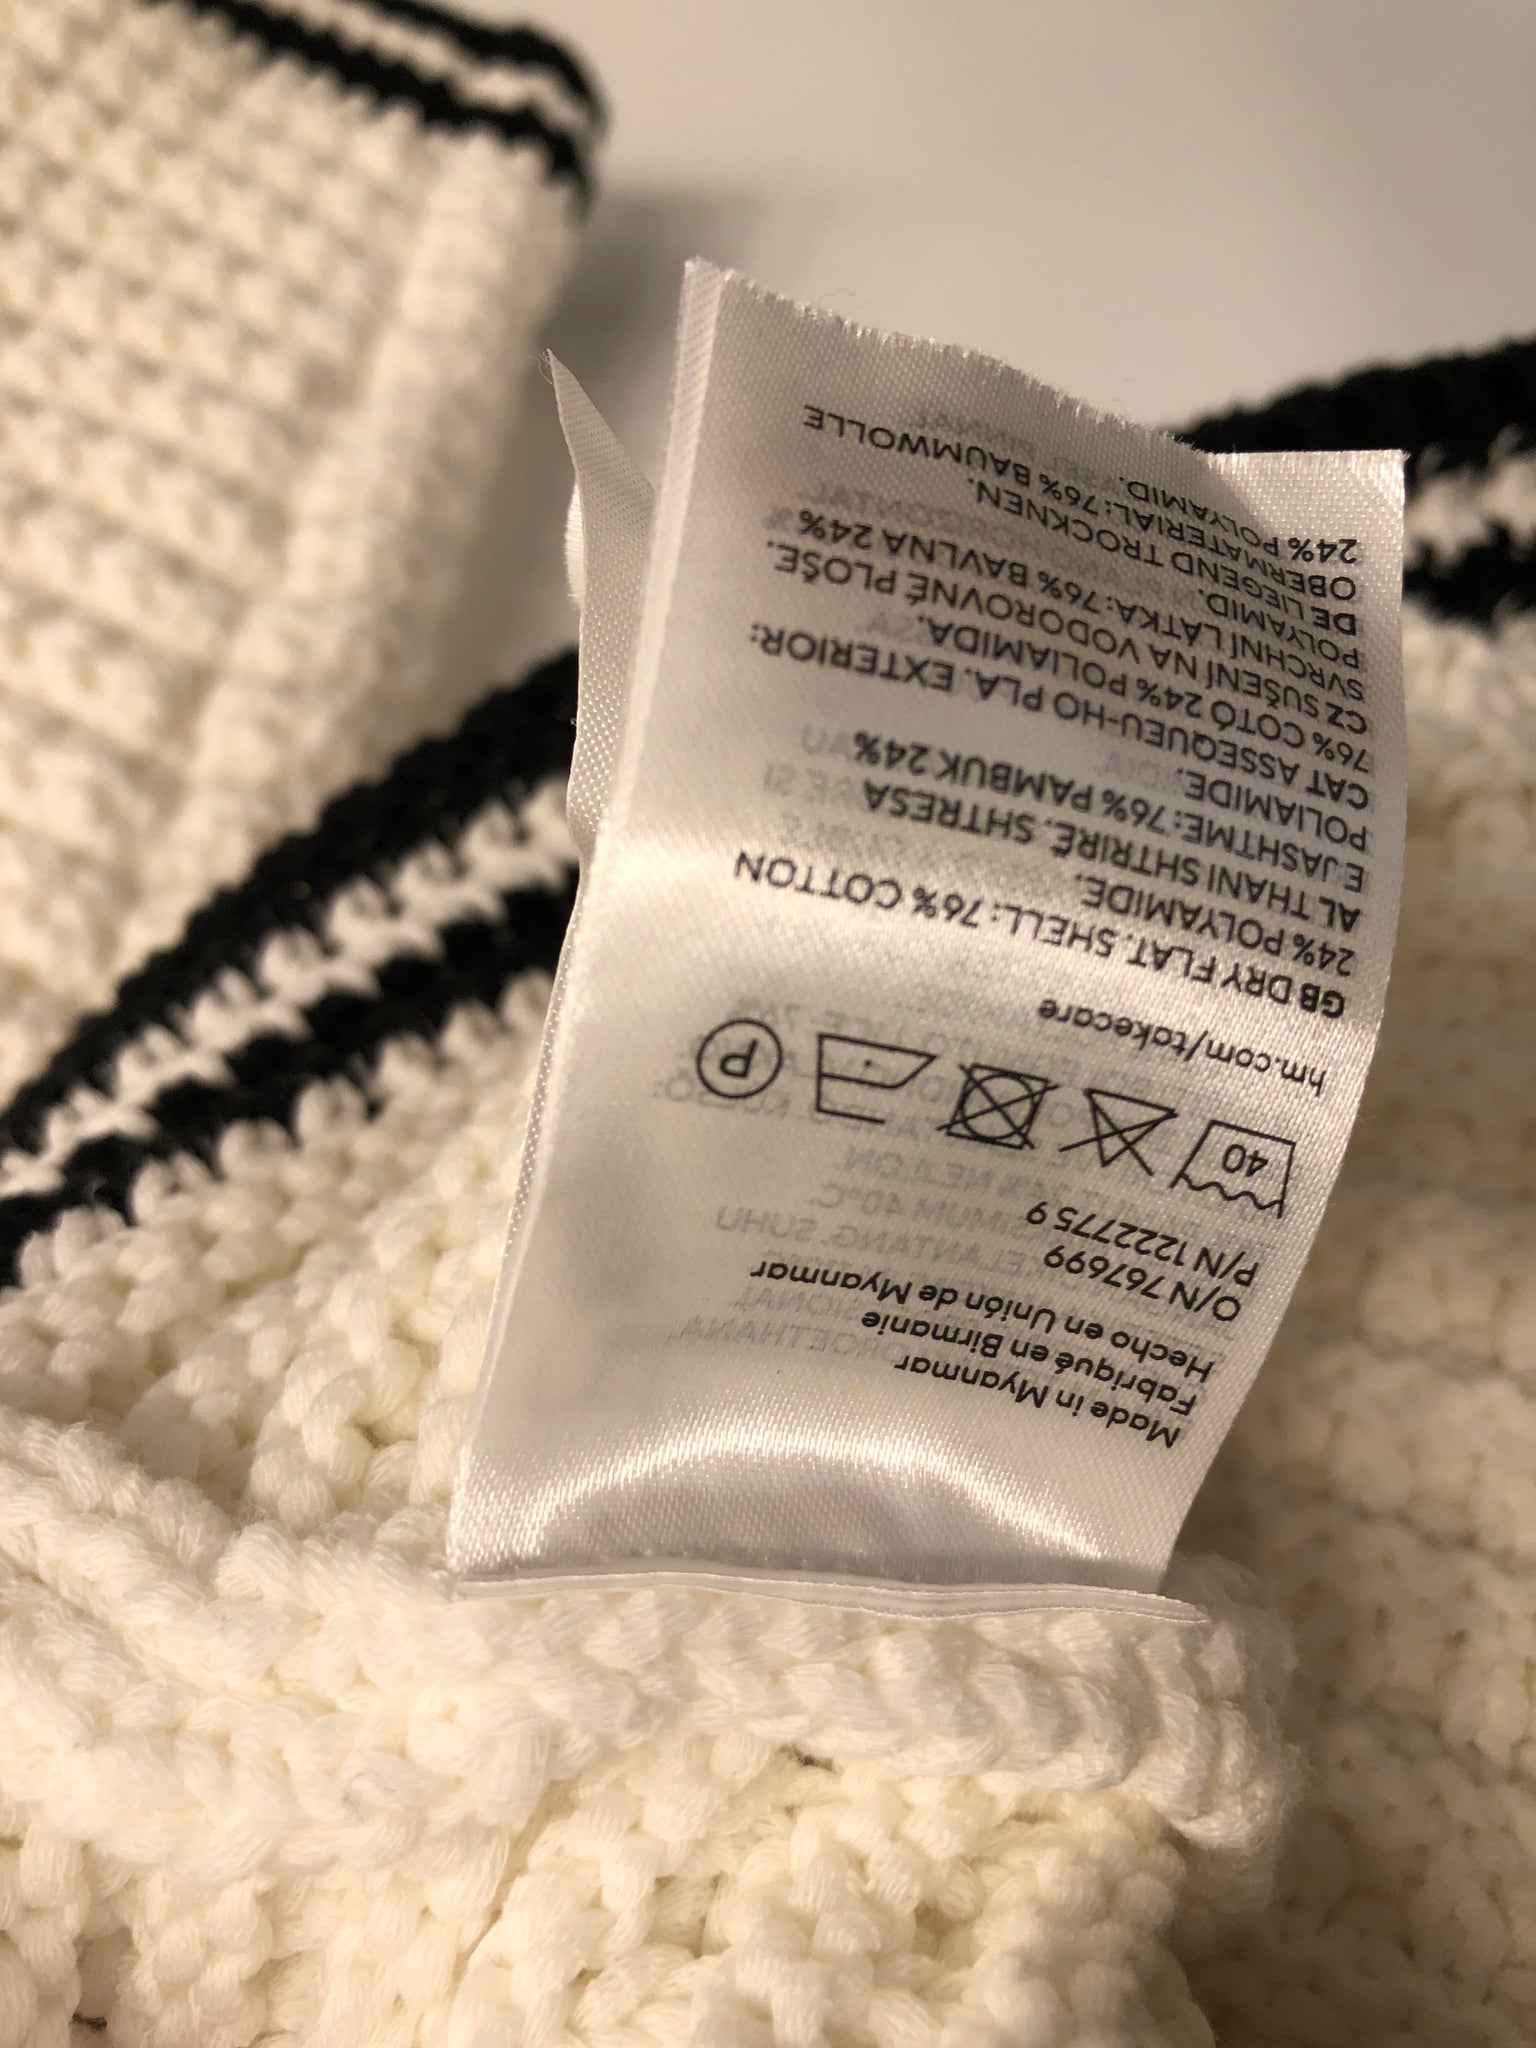 Made in Myanmar
Fabriqué en Birmanie
Hecho en Unión de Myanmar
O/N 767699
P/N 1222775 9
40
P
hm.com/takecare
GB DRY FLAT. SHELL: 76% COTTON
24% POLYAMIDE.
AL THANI SHTRIRË. SHTRESA
E JASHTME: 76% PAMBUK 24%
POLIAMIDE.
CAT ASSEQUEU-HO PLA. EXTERIOR:
76% COTÓ 24% POLIAMIDA.
CZ SUŠENÍ NA VODOROVNÉ PLOŠE.
SVRCHNÍ LÁTKA: 76% BAVLNA 24%
POLYAMID.
DE LIEGEND TROCKNEN.
OBERMATERIAL: 76% BAUMWOLLE
24% POLYAMID.